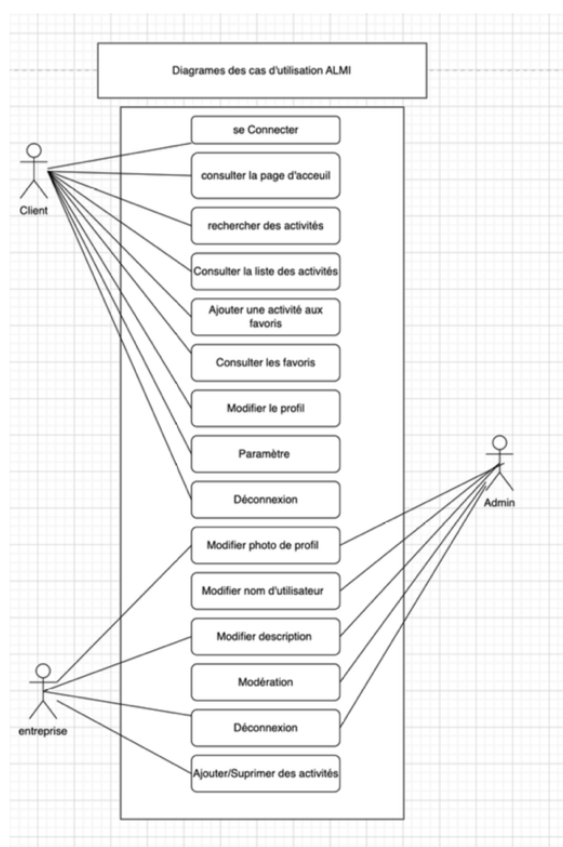 Diagrames des cas d'utilisation ALMI
se Connecter
consulter la page d'acceuil
Client
rechercher des activités
Consulter la liste des activités
Ajouter une activité aux
favoris
Consulter les favoris
Modifier le profil
Paramètre
Déconnexion
Admin
Modifier photo de profil
Modifier nom d'utilisateur
Modifier description
Modération
Déconnexion
entreprise
Ajouter/Suprimer des activités